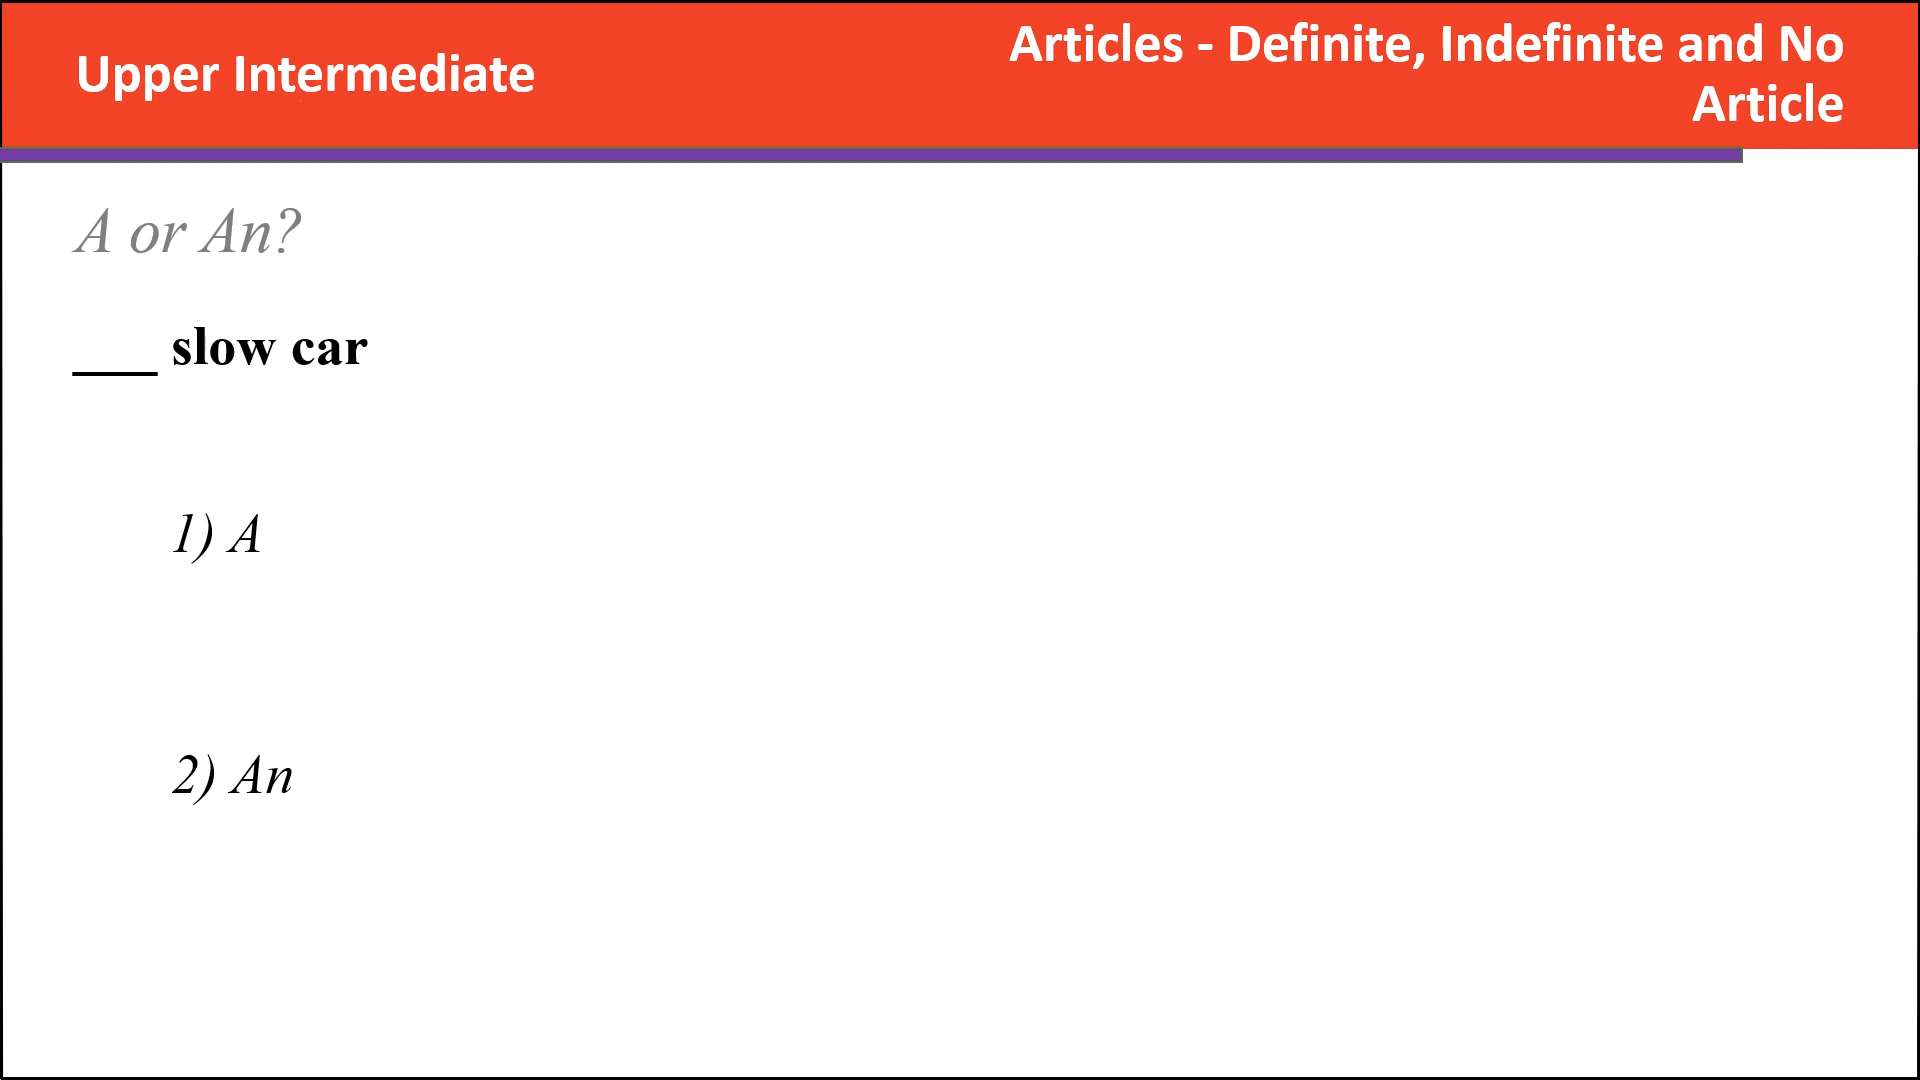 Upper Intermediate
Articles - Definite, Indefinite and No
Article
A or An?
___ slow car
1) A
2) An